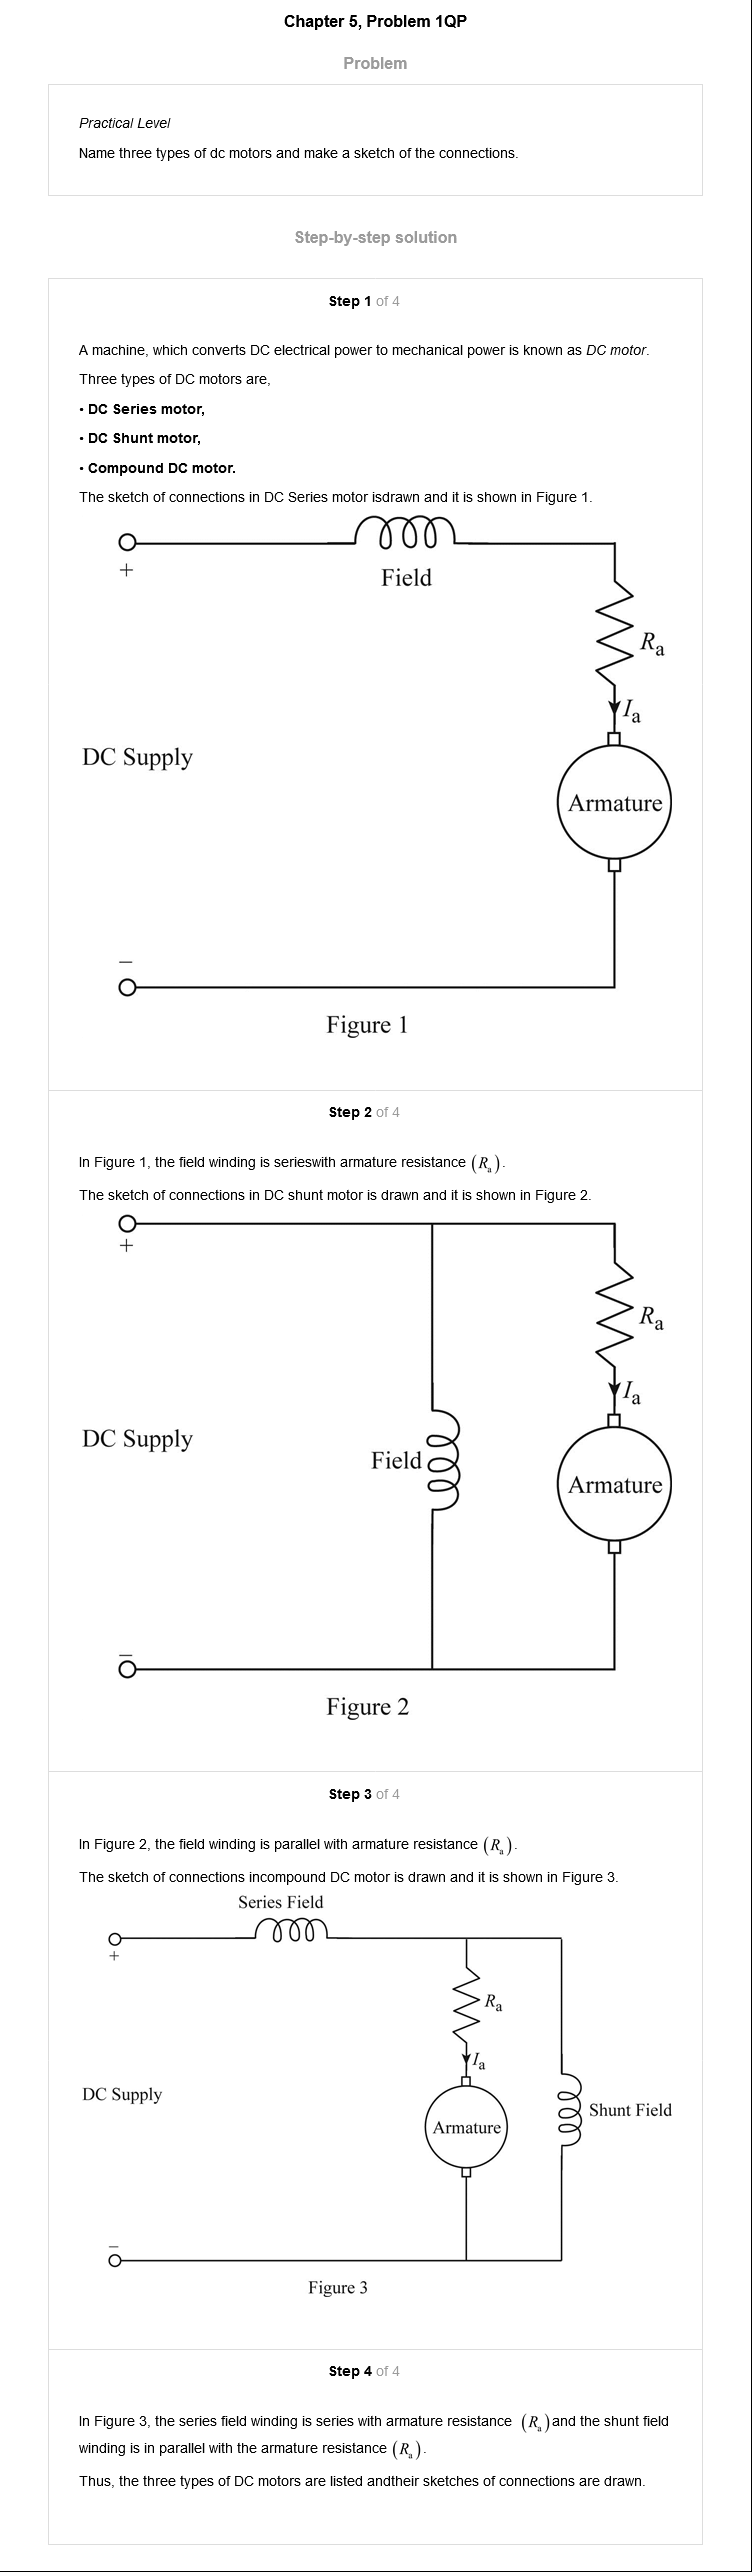 Chapter 5, Problem 1QP
Problem
Practical Level
Name three types of dc motors and make a sketch of the connections.
Step-by-step solution
Step 1 of 4
A machine, which converts DC electrical power to mechanical power is known as DC motor.
Three types of DC motors are,
• DC Series motor,
• DC Shunt motor,
• Compound DC motor.
The sketch of connections in DC Series motor isdrawn and it is shown in Figure 1.
+
Field
Ra
Ia
DC Supply
Armature
−
Figure 1
Step 2 of 4
In Figure 1, the field winding is serieswith armature resistance (Ra).
The sketch of connections in DC shunt motor is drawn and it is shown in Figure 2.
+
Ra
Ia
DC Supply
Field
Armature
−
Figure 2
Step 3 of 4
In Figure 2, the field winding is parallel with armature resistance (Ra).
The sketch of connections incompound DC motor is drawn and it is shown in Figure 3.
Series Field
+
Ra
Ia
DC Supply
Shunt Field
Armature
−
Figure 3
Step 4 of 4
In Figure 3, the series field winding is series with armature resistance (Ra)and the shunt field
winding is in parallel with the armature resistance (Ra).
Thus, the three types of DC motors are listed andtheir sketches of connections are drawn.